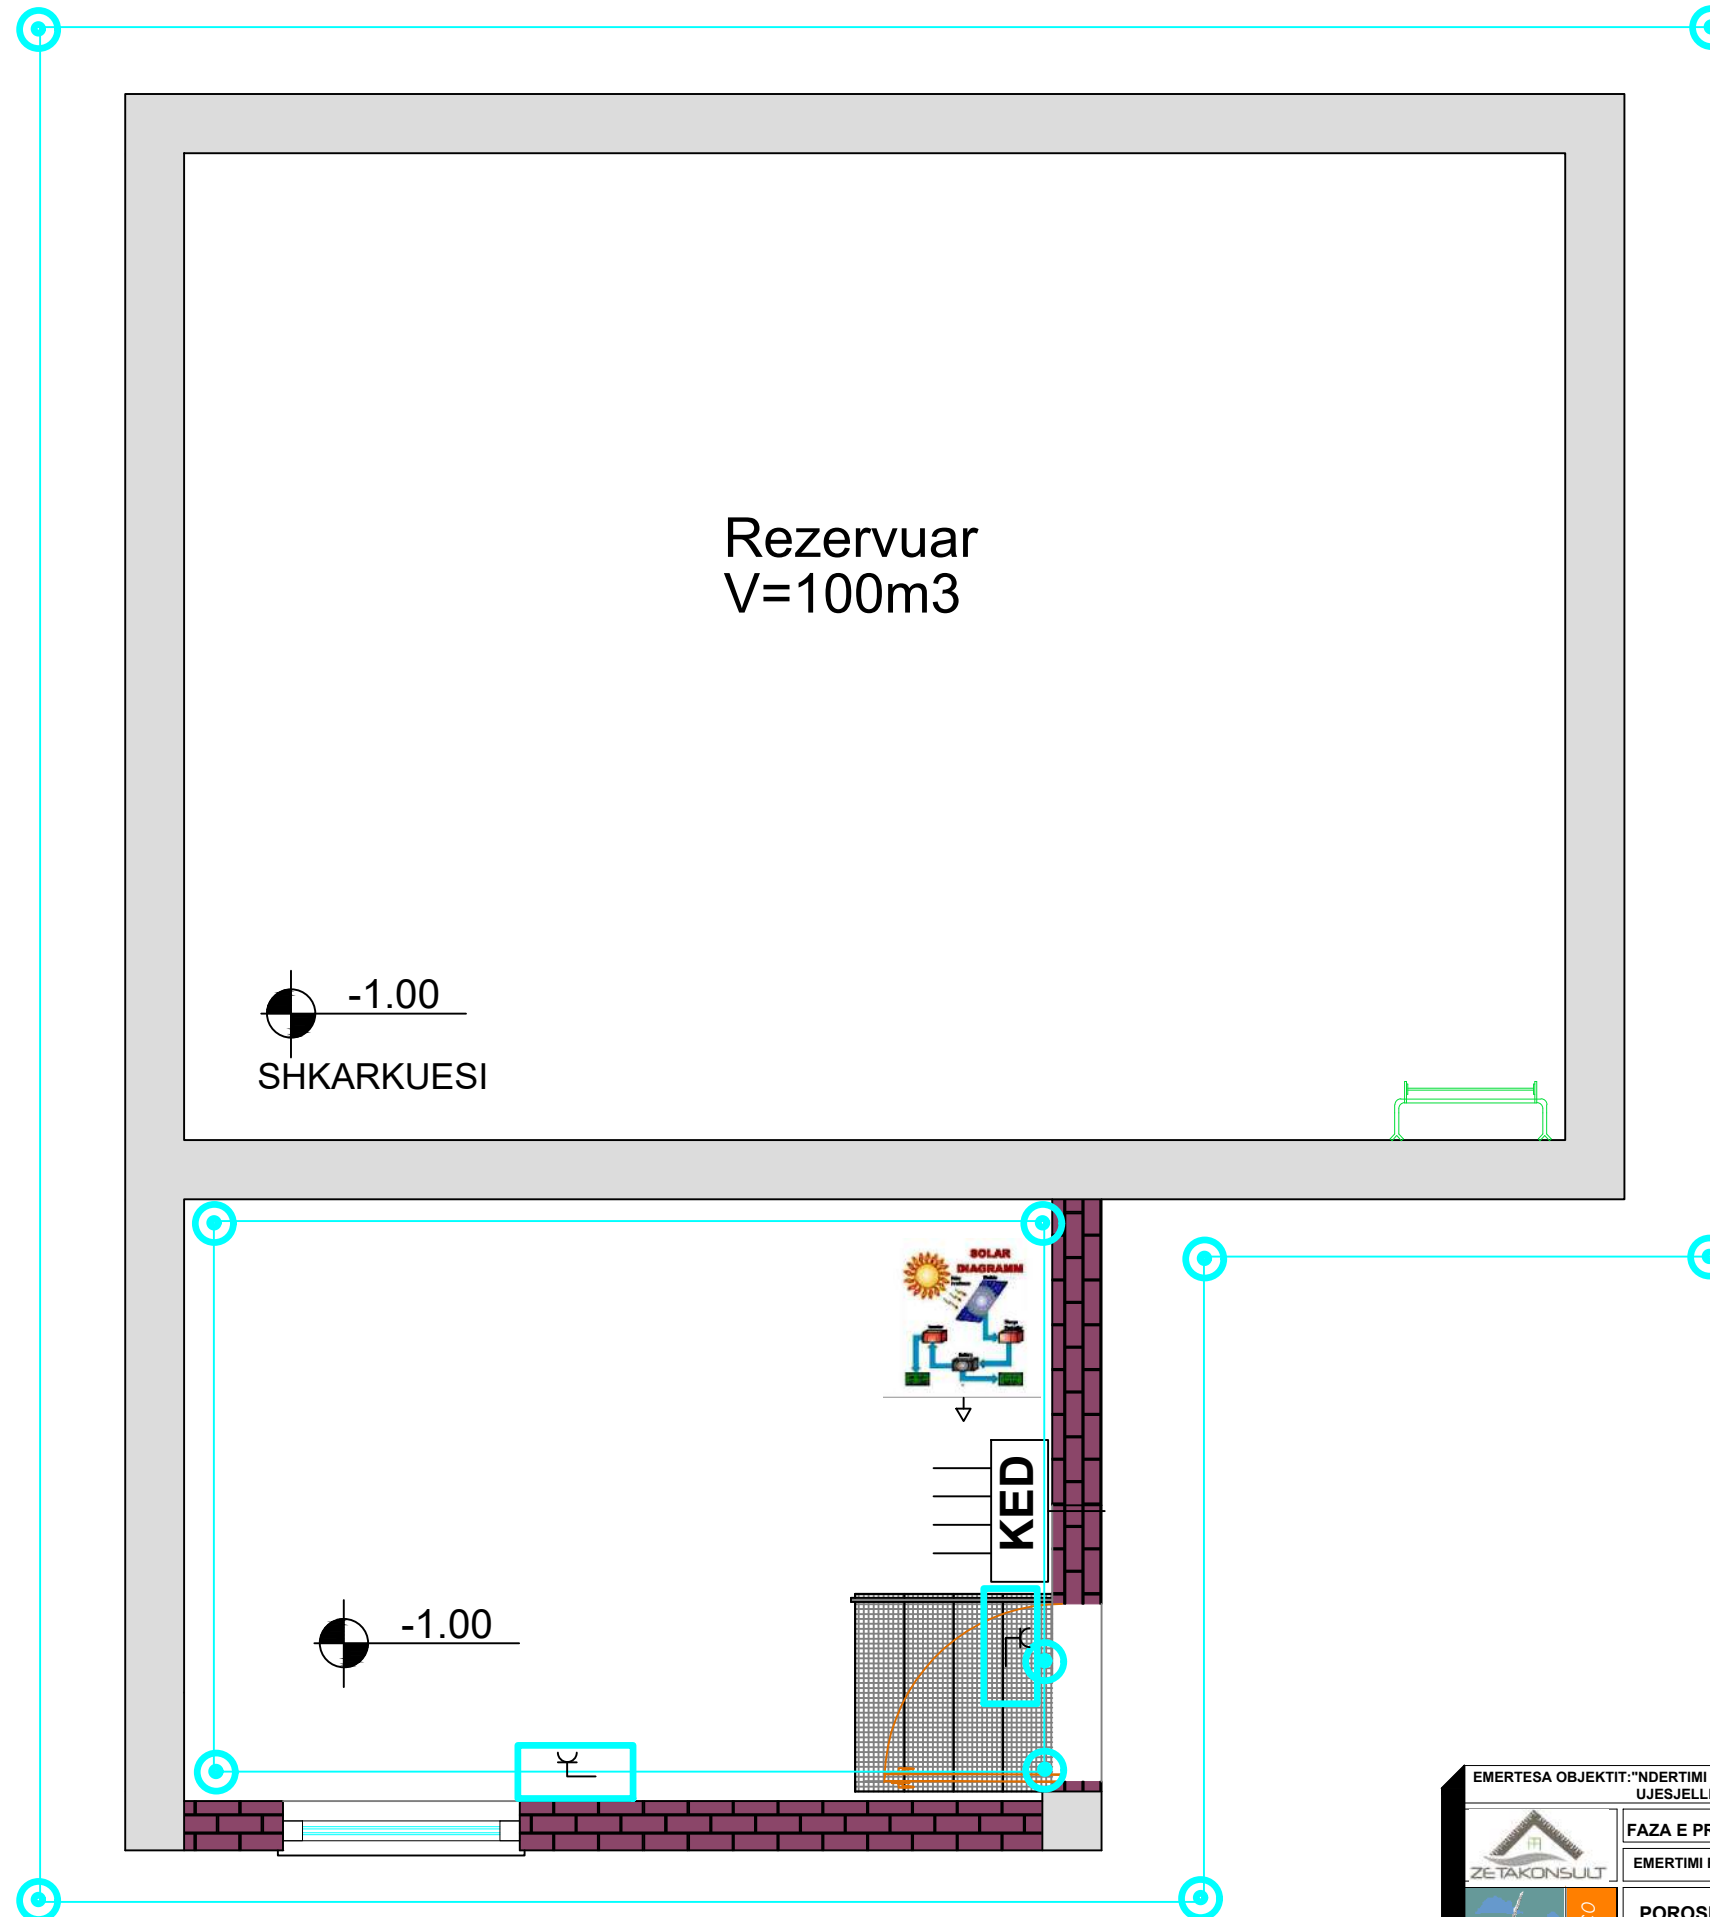 Rezervuar
V=100m3
-1.00
SHKARKUESI
SOLAR
DIAGRAMM
KED
-1.00
EMERTESA OBJEKTIT:"NDERTIMI
UJESJELL
FAZA E PR
ZETAKONSULT
EMERTIMI
POROSI